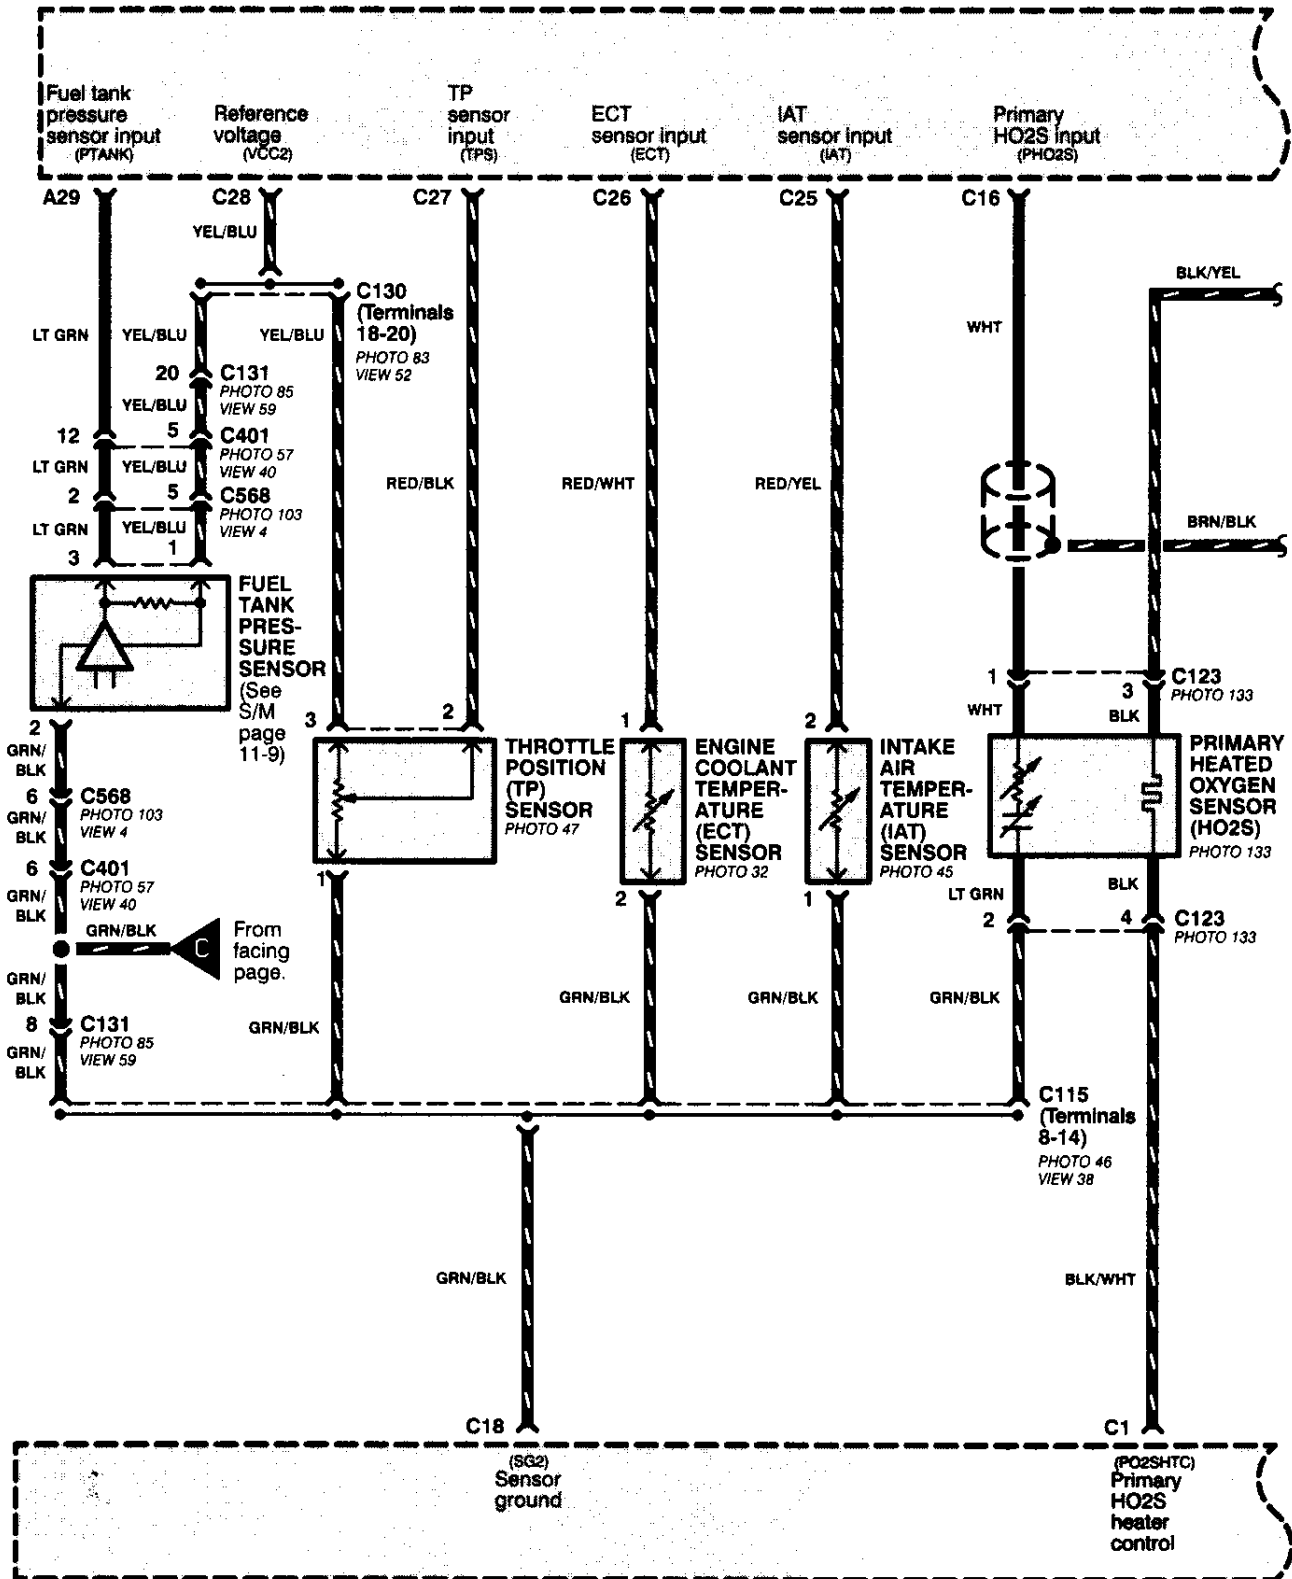 Fuel tank
pressure
sensor input
(PTANK)
Reference
voltage
(VCC2)
TP
sensor
input
(TPS)
ECT
sensor input
(ECT)
IAT
sensor input
(IAT)
Primary
HO2S input
(PHO2S)
A29
C28
C27
C26
C25
C16
YEL/BLU
BLK/YEL
C130
(Terminals
18-20)
PHOTO 83
VIEW 52
LT GRN
YEL/BLU
YEL/BLU
WHT
20
C131
PHOTO 85
VIEW 59
YEL/BLU
12
5
C401
PHOTO 57
VIEW 40
LT GRN
YEL/BLU
RED/BLK
RED/WHT
RED/YEL
2
5
C568
PHOTO 103
VIEW 4
LT GRN
YEL/BLU
BRN/BLK
3
1
FUEL
TANK
PRES-
SURE
SENSOR
(See
S/M
page
11-9)
1
3
C123
PHOTO 133
WHT
BLK
2
GRN/
BLK
3
2
1
2
THROTTLE
POSITION
(TP)
SENSOR
PHOTO 47
ENGINE
COOLANT
TEMPER-
ATURE
(ECT)
SENSOR
PHOTO 32
INTAKE
AIR
TEMPER-
ATURE
(IAT)
SENSOR
PHOTO 45
PRIMARY
HEATED
OXYGEN
SENSOR
(HO2S)
PHOTO 133
6
C568
PHOTO 103
VIEW 4
GRN/
BLK
6
C401
PHOTO 57
VIEW 40
GRN/
BLK
1
2
1
LT GRN
BLK
2
4
C123
PHOTO 133
GRN/BLK
C
From
facing
page.
GRN/
BLK
8
C131
PHOTO 85
VIEW 59
GRN/
BLK
GRN/BLK
GRN/BLK
GRN/BLK
GRN/BLK
C115
(Terminals
8-14)
PHOTO 46
VIEW 38
GRN/BLK
BLK/WHT
C18
C1
(SG2)
Sensor
ground
(PO2SHTC)
Primary
HO2S
heater
control